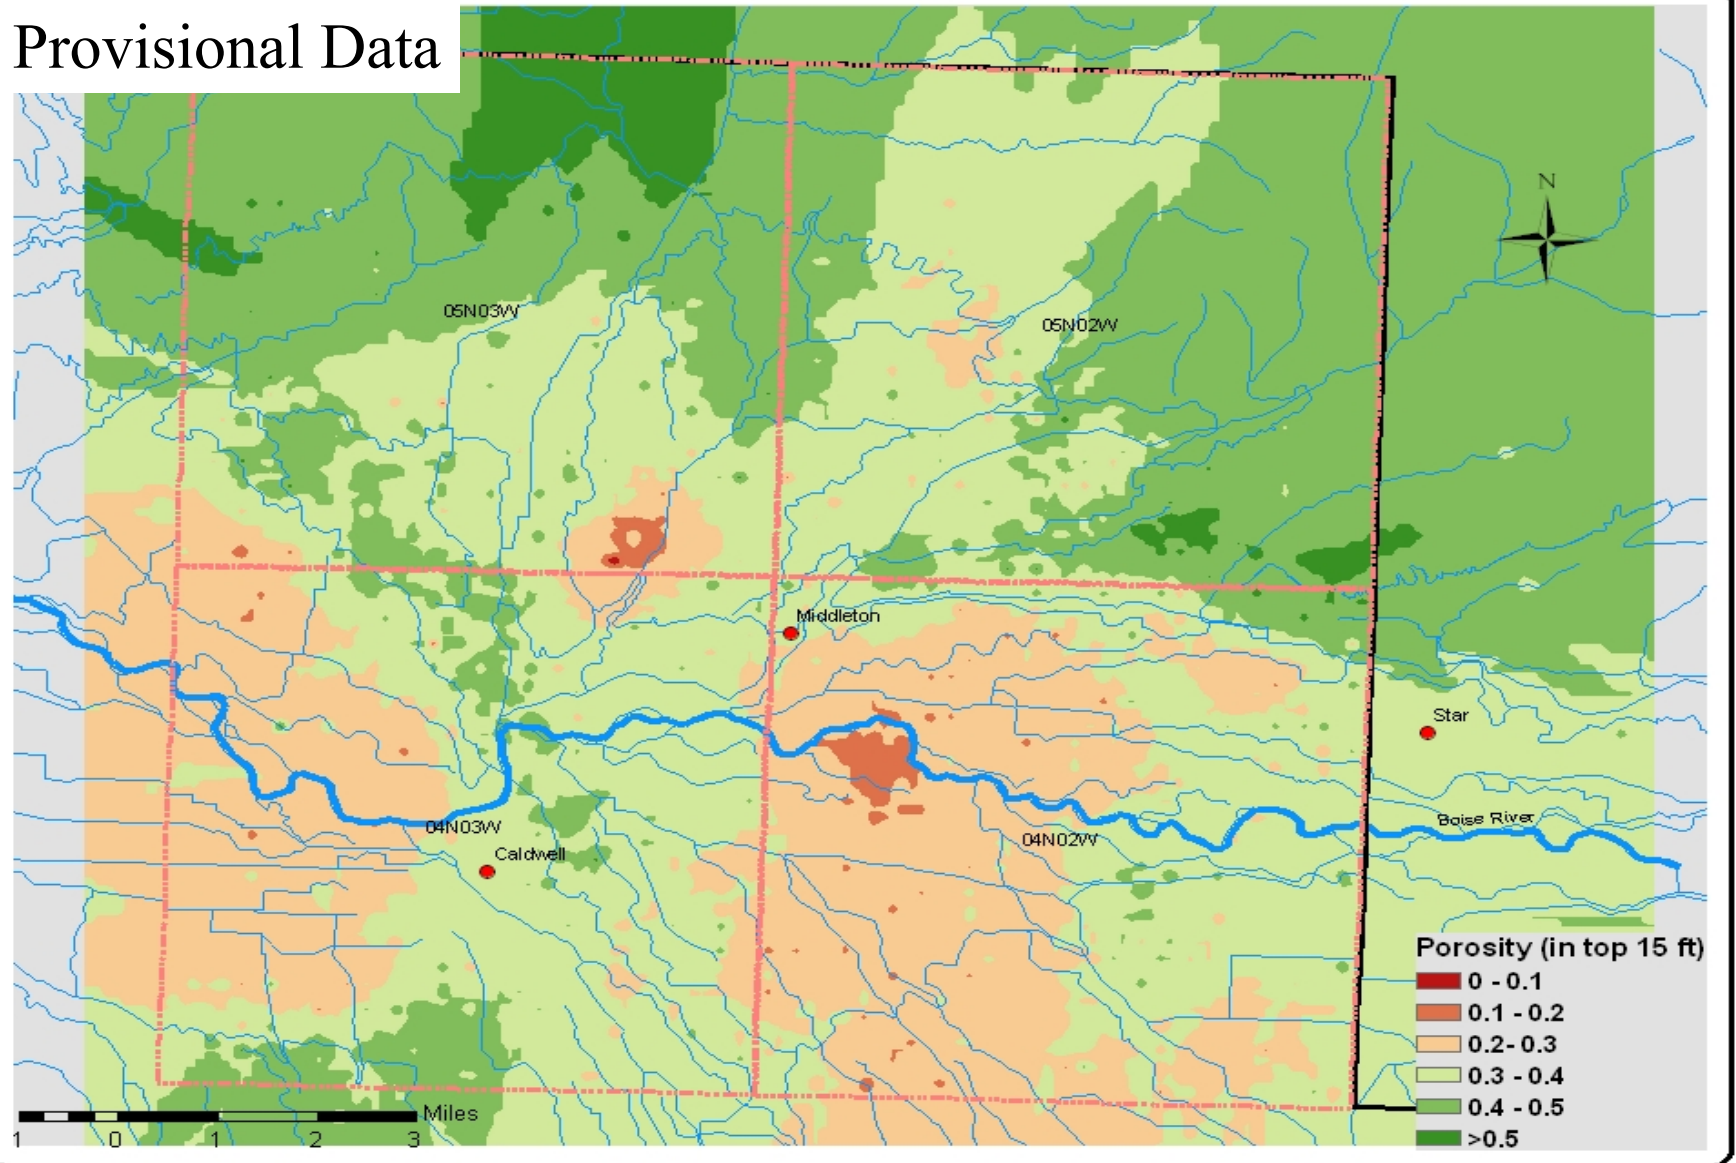 Provisional Data
N
05N03W
05N02W
Middleton
Star
Boise River
04N03W
04N02W
Caldwell
Porosity (in top 15 ft)
0 - 0.1
0.1 - 0.2
0.2- 0.3
0.3 - 0.4
0.4 - 0.5
>0.5
Miles
1 0 1 2 3